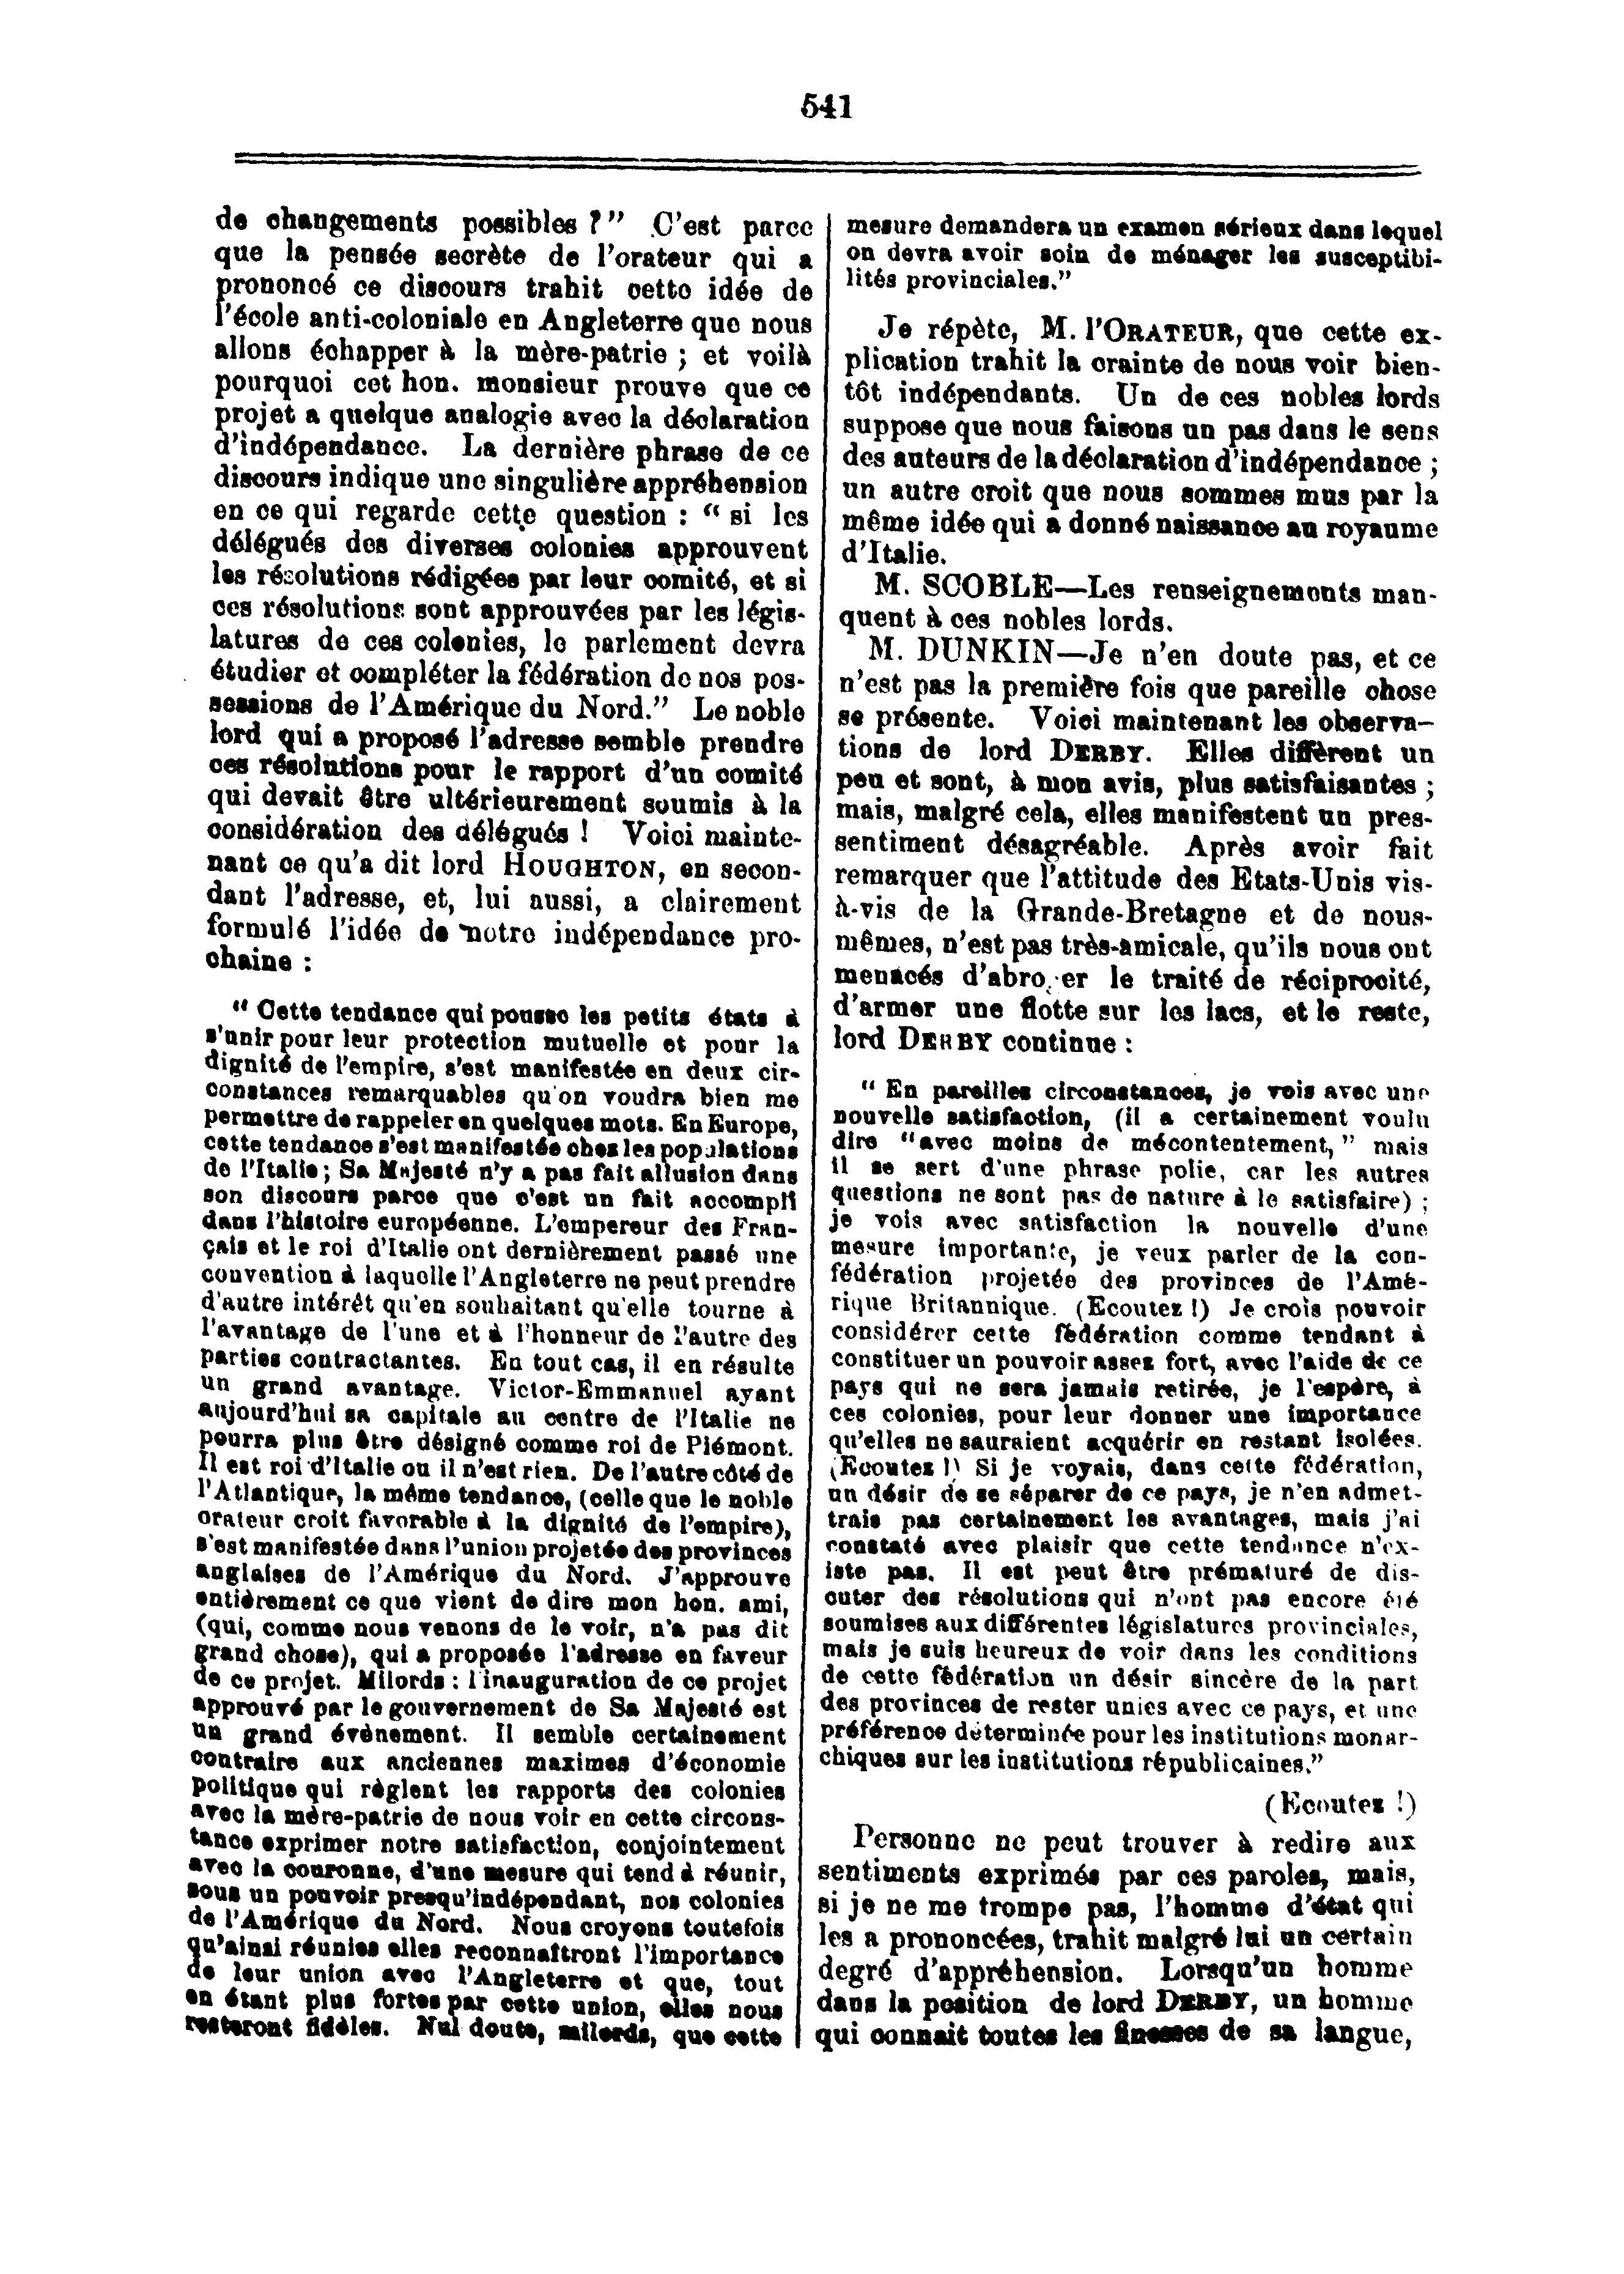 541
de changements possibles ?" C'est parce
que la pensée secrète de l'orateur qui a
prononcé ce discours trahit cette idée de
l'école anti-coloniale en Angleterre que nous
allons échapper à la mère-patrie ; et voilà
pourquoi cet hon. monsieur prouve que ce
projet a quelque analogie avec la déclaration
d'indépendance. La dernière phrase de ce
discours indique une singulière appréhension
en ce qui regarde cette question : " si les
délégués des diverses colonies approuvent
les résolutions rédigées par leur comité, et si
ces résolutions sont approuvées par les légis-
latures de ces colonies, le parlement devra
étudier et compléter la fédération de nos pos-
sessions de l'Amérique du Nord." Le noble
lord qui a proposé l'adresse semble prendre
ces résolutions pour le rapport d'un comité
qui devait être ultérieurement soumis à la
considération des délégués ! Voici mainte-
nant ce qu'a dit lord HOUGHTON, en secon-
dant l'adresse, et, lui aussi, a clairement
formulé l'idée de notre indépendance pro-
chaine :
" Cette tendance qui pousse les petits états à
s'unir pour leur protection mutuelle et pour la
dignité de l'empire, s'est manifestée en deux cir-
constances remarquables qu'on voudra bien me
permettre de rappeler en quelques mots. En Europe,
cette tendance s'est manifestée chez les populations
de l'Italie ; Sa Majesté n'y a pas fait allusion dans
son discours parce que c'est un fait accompli
dans l'histoire européenne. L'empereur des Fran-
çais et le roi d'Italie ont dernièrement passé une
convention à laquelle l'Angleterre ne peut prendre
d'autre intérêt qu'en souhaitant qu'elle tourne à
l'avantage de l'une et à l'honneur de l'autre des
parties contractantes. En tout cas, il en résulte
un grand avantage. Victor-Emmanuel ayant
aujourd'hui sa capitale au centre de l'Italie ne
pourra plus être désigné comme roi de Piémont.
Il est roi d'Italie ou il n'est rien. De l'autre côté de
l'Atlantique, la même tendance, (celle que le noble
orateur croit favorable à la dignité de l'empire),
s'est manifestée dans l'union projetée des provinces
anglaises de l'Amérique du Nord. J'approuve
entièrement ce que vient de dire mon hon. ami,
(qui, comme nous venons de le voir, n'a pas dit
grand chose), qui a proposée l'adresse en faveur
de ce projet. Milords : l'inauguration de ce projet
approuvé par le gouvernement de Sa Majesté est
un grand évènement. Il semble certainement
contraire aux anciennes maximes d'économie
politique qui règlent les rapports des colonies
avec la mère-patrie de nous voir en cette circons-
tance exprimer notre satisfaction, conjointement
avec la couronne, d'une mesure qui tend à réunir,
sous un pouvoir presqu'indépendant, nos colonies
de l'Amérique du Nord. Nous croyons toutefois
qu'ainsi réunies elles reconnaîtront l'importance
de leur union avec l'Angleterre et que, tout
en étant plus fortes par cette union, elles nous
resteront fidèles. Nul doute, milords, que cette
mesure demandera un examen sérieux dans lequel
on devra avoir soin de ménager les susceptibi-
lités provinciales."
Je répète, M. l'ORATEUR, que cette ex-
plication trahit la crainte de nous voir bien-
tôt indépendants. Un de ces nobles lords
suppose que nous faisons un pas dans le sens
des auteurs de la déclaration d'indépendance ;
un autre croit que nous sommes mus par la
même idée qui a donné naissance au royaume
d'Italie.
M. SCOBLE—Les renseignements man-
quent à ces nobles lords.
M. DUNKIN—Je n'en doute pas, et ce
n'est pas la première fois que pareille chose
se présente. Voici maintenant les observa-
tions de lord DERBY. Elles diffèrent un
peu et sont, à mon avis, plus satisfaisantes ;
mais, malgré cela, elles manifestent un pres-
sentiment désagréable. Après avoir fait
remarquer que l'attitude des Etats-Unis vis-
à-vis de la Grande-Bretagne et de nous-
mêmes, n'est pas très-amicale, qu'ils nous ont
menacés d'abroger le traité de réciprocité,
d'armer une flotte sur les lacs, et le reste,
lord DERBY continue :
" En pareilles circonstances, je vois avec une
nouvelle satisfaction, (il a certainement voulu
dire "avec moins de mécontentement," mais
il se sert d'une phrase polie, car les autres
questions ne sont pas de nature à le satisfaire) ;
je vois avec satisfaction la nouvelle d'une
mesure importante, je veux parler de la con-
fédération projetée des provinces de l'Amé-
rique Britannique. (Ecoutez !) Je crois pouvoir
considérer cette fédération comme tendant à
constituer un pouvoir assez fort, avec l'aide de ce
pays qui ne sera jamais retirée, je l'espère, à
ces colonies, pour leur donner une importance
qu'elles ne sauraient acquérir en restant isolées.
(Ecoutez !) Si je voyais, dans cette fédération,
un désir de se séparer de ce pays, je n'en admet-
trais pas certainement les avantages, mais j'ai
constaté avec plaisir que cette tendance n'ex-
iste pas. Il est peut être prématuré de dis-
cuter des résolutions qui n'ont pas encore été
soumises aux différentes législatures provinciales,
mais je suis heureux de voir dans les conditions
de cette fédération un désir sincère de la part
des provinces de rester unies avec ce pays, et une
préférence déterminée pour les institutions monar-
chiques sur les institutions républicaines."
(Ecoutez !)
Personne ne peut trouver à redire aux
sentiments exprimés par ces paroles, mais,
si je ne me trompe pas, l'homme d'état qui
les a prononcées, trahit malgré lui un certain
degré d'appréhension. Lorsqu'un homme
dans la position de lord DERBY, un homme
qui connait toutes les finesses de sa langue,